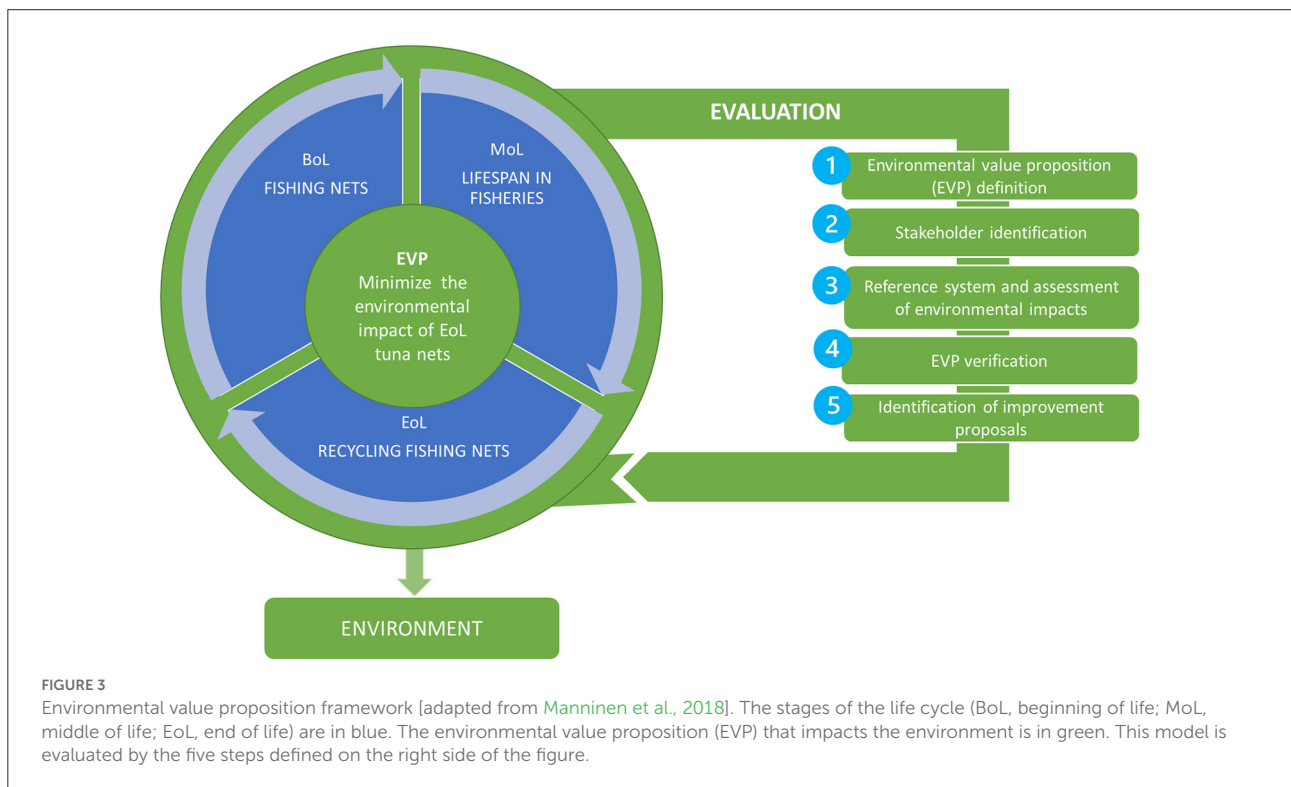 EVALUATION
BoL
FISHING NETS
MoL
LIFESPAN IN
FISHERIES
EVP
Minimize the
environmental
impact of EoL
tuna nets
EoL
RECYCLING FISHING NETS
1
Environmental value proposition
(EVP) definition
2
Stakeholder identification
3
Reference system and assessment
of environmental impacts
4
EVP verification
5
Identification of improvement
proposals
ENVIRONMENT
FIGURE 3
Environmental value proposition framework [adapted from Manninen et al., 2018]. The stages of the life cycle (BoL, beginning of life; MoL,
middle of life; EoL, end of life) are in blue. The environmental value proposition (EVP) that impacts the environment is in green. This model is
evaluated by the five steps defined on the right side of the figure.